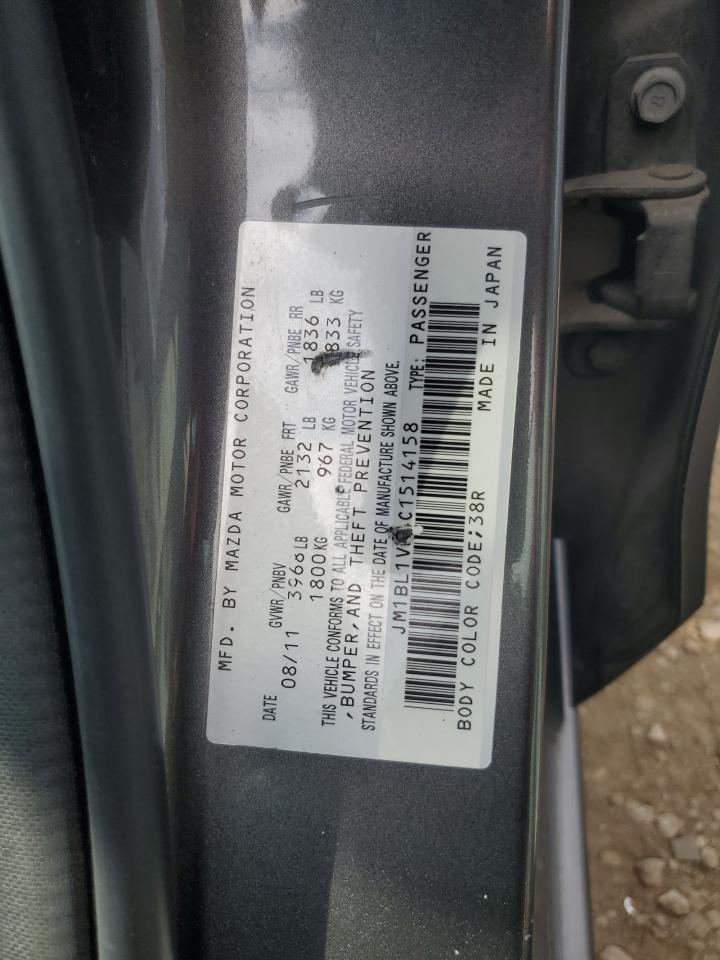 MFD. BY MAZDA MOTOR CORPORATION
DATE GVWR/PNBV GAWR/PNBE FRT GAWR/PNBE RR
08/11 3968LB 2132 LB 1836 LB
1800KG 967 KG 833 KG
THIS VEHICLE CONFORMS TO ALL APPLICABLE FEDERAL MOTOR VEHICLE SAFETY
,BUMPER,AND THEFT PREVENTION
STANDARDS IN EFFECT ON THE DATE OF MANUFACTURE SHOWN ABOVE.
TYPE: PASSENGER
BODY COLOR CODE;38R MADE IN JAPAN
8